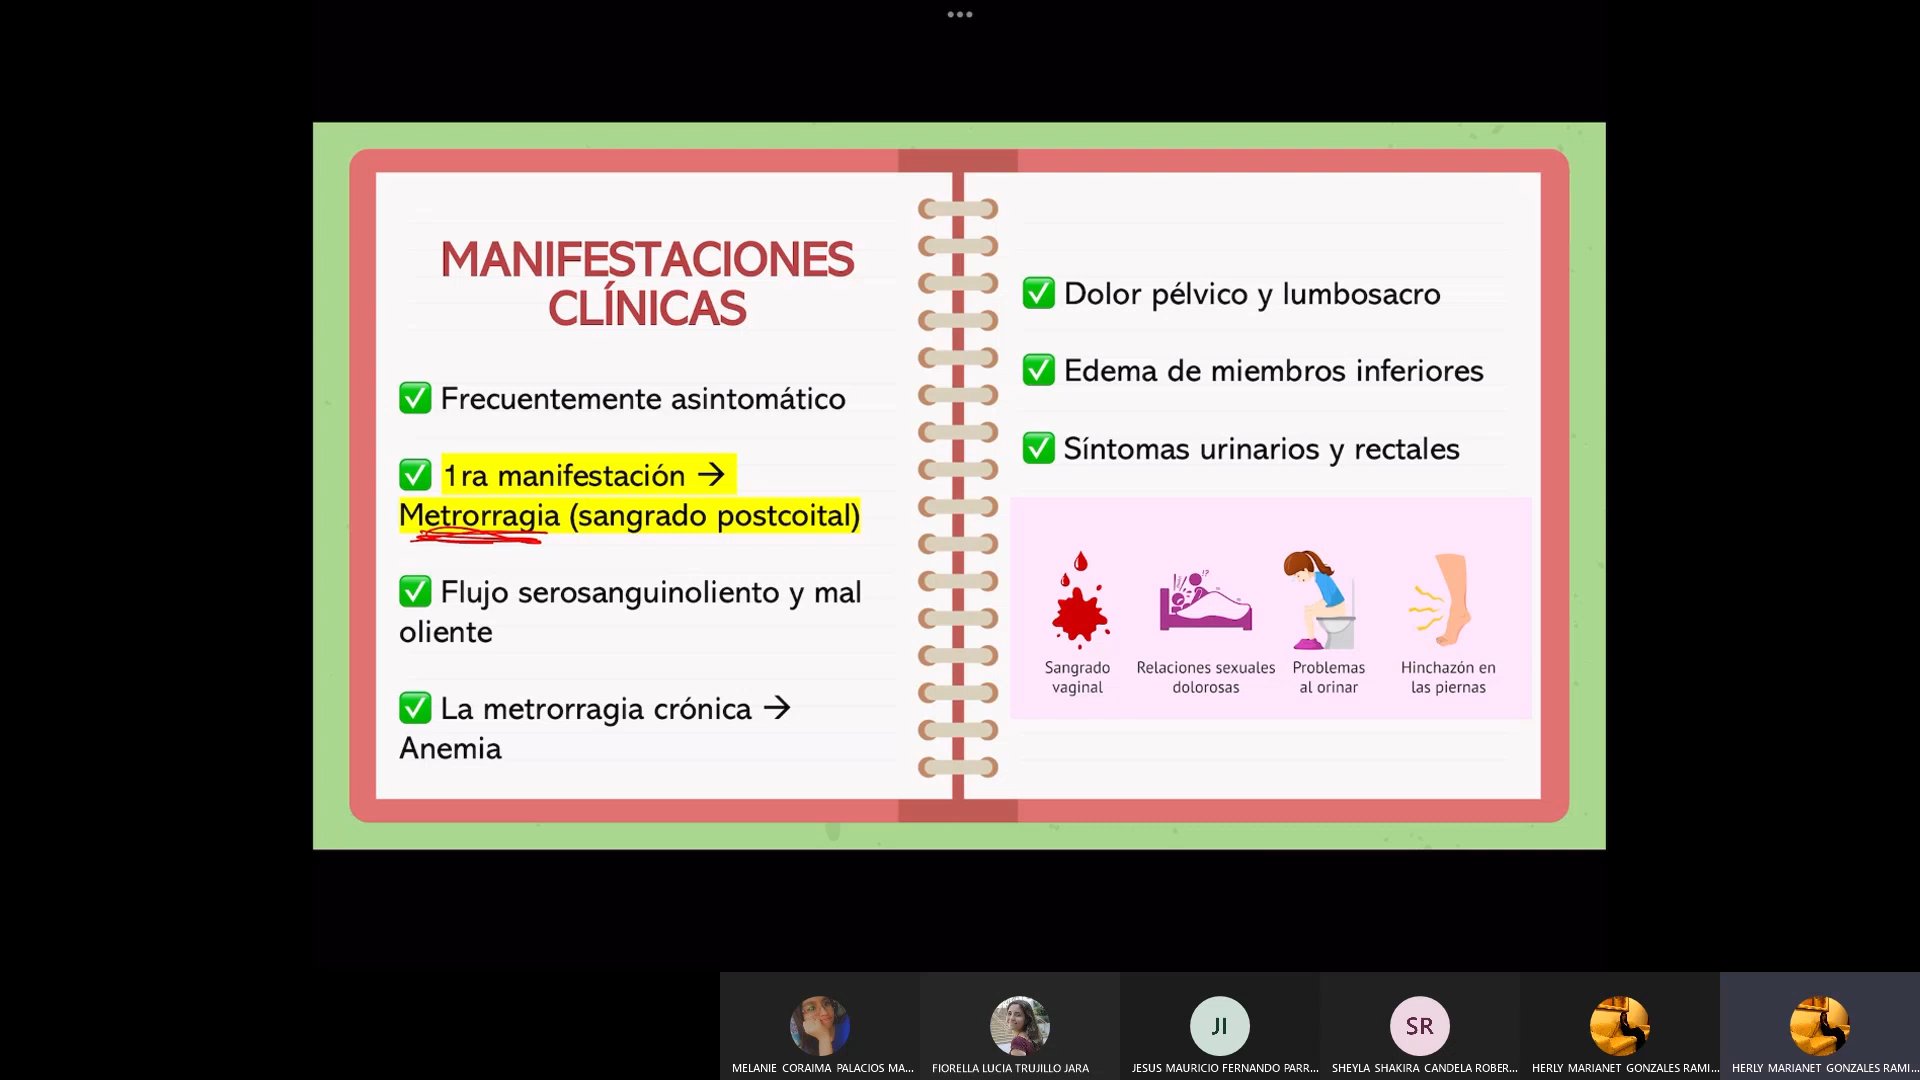 MANIFESTACIONES
CLÍNICAS
✅ Frecuentemente asintomático
✅ 1ra manifestación →
Metrorragia (sangrado postcoital)
✅ Flujo serosanguinoliento y mal
oliente
✅ La metrorragia crónica →
Anemia
✅ Dolor pélvico y lumbosacro
✅ Edema de miembros inferiores
✅ Síntomas urinarios y rectales
!?
Sangrado
vaginal
Relaciones sexuales
dolorosas
Problemas
al orinar
Hinchazón en
las piernas
JI
SR
MELANIE CORAIMA PALACIOS MA...
FIORELLA LUCIA TRUJILLO JARA
JESUS MAURICIO FERNANDO PARR...
SHEYLA SHAKIRA CANDELA ROBER...
HERLY MARIANET GONZALES RAMI...
HERLY MARIANET GONZALES RAMI...